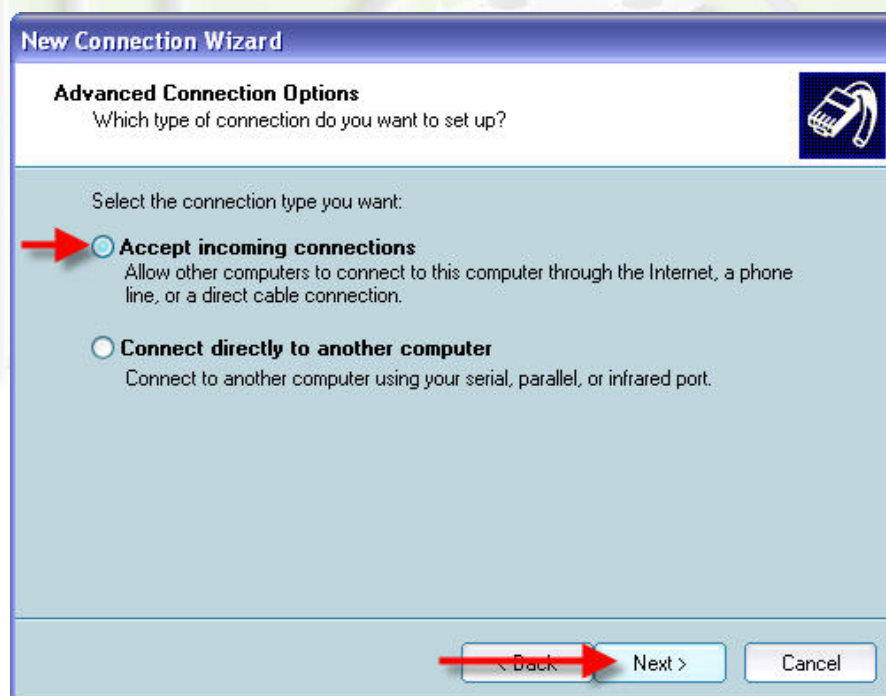 New Connection Wizard
Advanced Connection Options
Which type of connection do you want to set up?
Select the connection type you want:
Accept incoming connections
Allow other computers to connect to this computer through the Internet, a phone
line, or a direct cable connection.
Connect directly to another computer
Connect to another computer using your serial, parallel, or infrared port.
< Back Next > Cancel